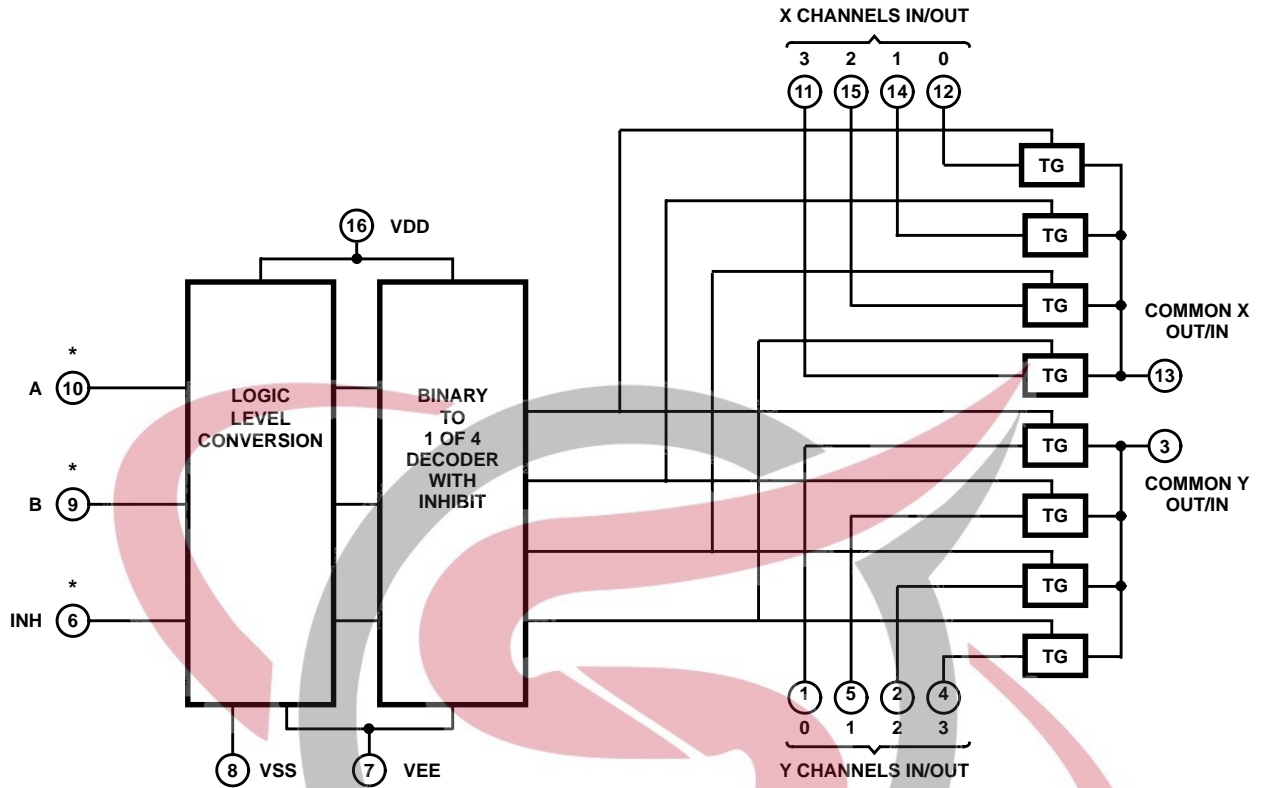 X CHANNELS IN/OUT
3 2 1 0
11 15 14 12
TG
TG
TG
TG
COMMON X
OUT/IN
13
16 VDD
*
A 10
*
B 9
*
INH 6
LOGIC
LEVEL
CONVERSION
BINARY
TO
1 OF 4
DECODER
WITH
INHIBIT
TG
TG
TG
TG
3
COMMON Y
OUT/IN
1 5 2 4
0 1 2 3
Y CHANNELS IN/OUT
8 VSS
7 VEE